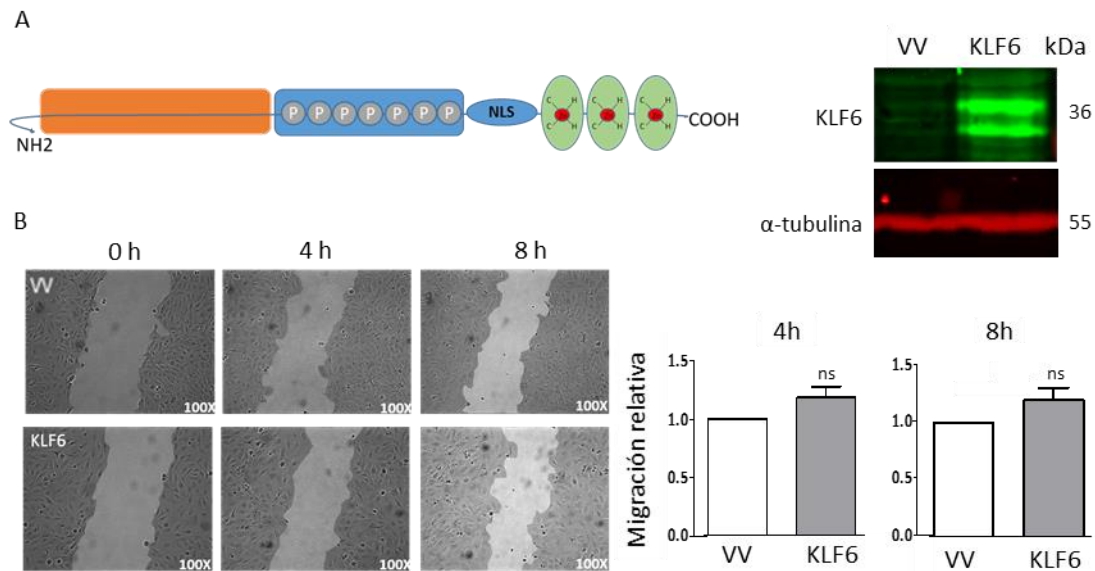 A
VV KLF6 kDa
P P P P P P P
NLS
C H C H C H
C H C H C H
NH2
COOH
KLF6
36
α-tubulina
55
B
0 h 4 h 8 h
VV
100X 100X 100X
KLF6
100X 100X 100X
4h
8h
Migración relativa
1.5
1.0
0.5
0.0
ns
VV KLF6
1.5
1.0
0.5
0.0
ns
VV KLF6